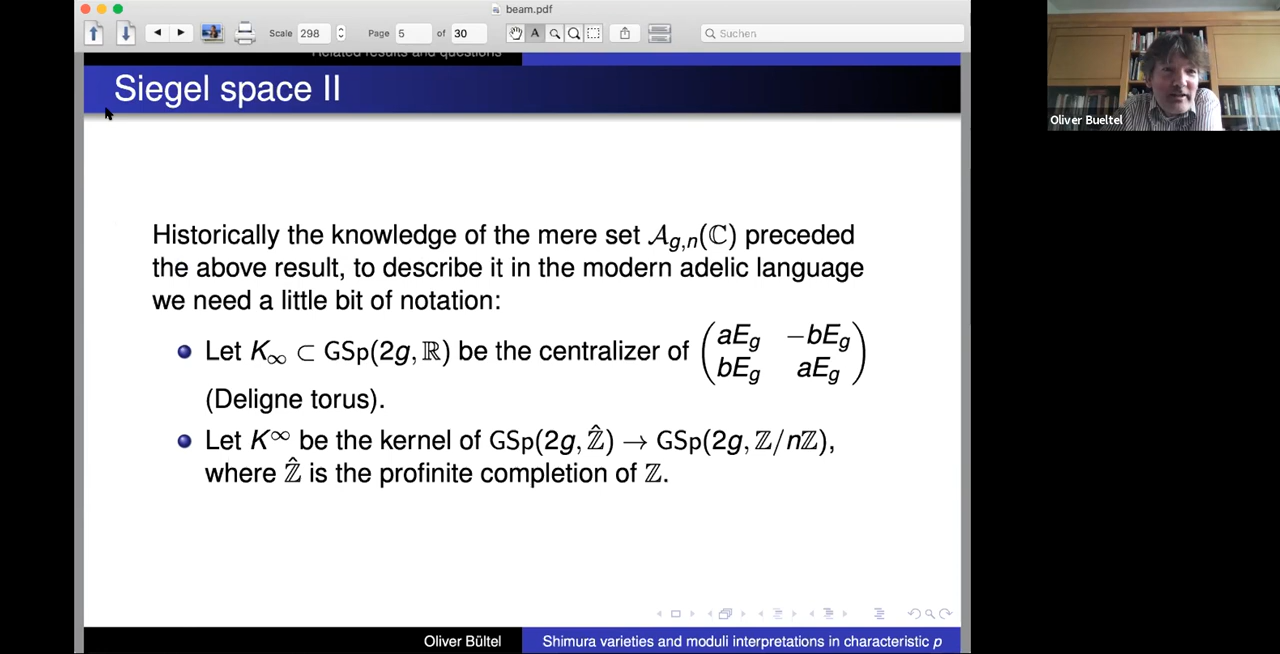 beam.pdf
Scale 298 Page 5 of 30 A Suchen
Related results and questions
Siegel space II
Oliver Bueltel
Historically the knowledge of the mere set 𝒜_{g,n}(ℂ) preceded
the above result, to describe it in the modern adelic language
we need a little bit of notation:
Let K_∞ ⊂ GSp(2g, ℝ) be the centralizer of (aE_g −bE_g
bE_g aE_g)
(Deligne torus).
Let K^∞ be the kernel of GSp(2g, ℤ̂) → GSp(2g, ℤ/nℤ),
where ℤ̂ is the profinite completion of ℤ.
Oliver Bültel Shimura varieties and moduli interpretations in characteristic p